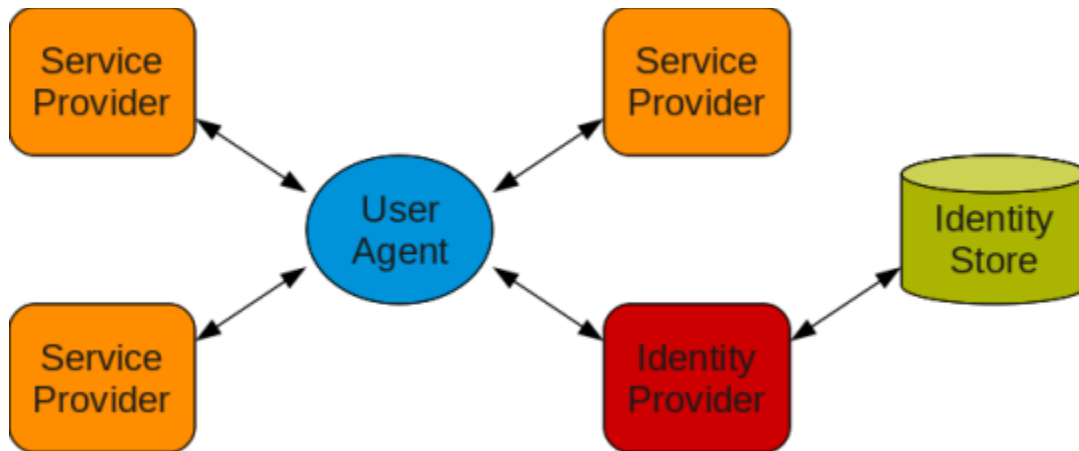 Service
Provider
Service
Provider
User
Agent
Identity
Store
Service
Provider
Identity
Provider